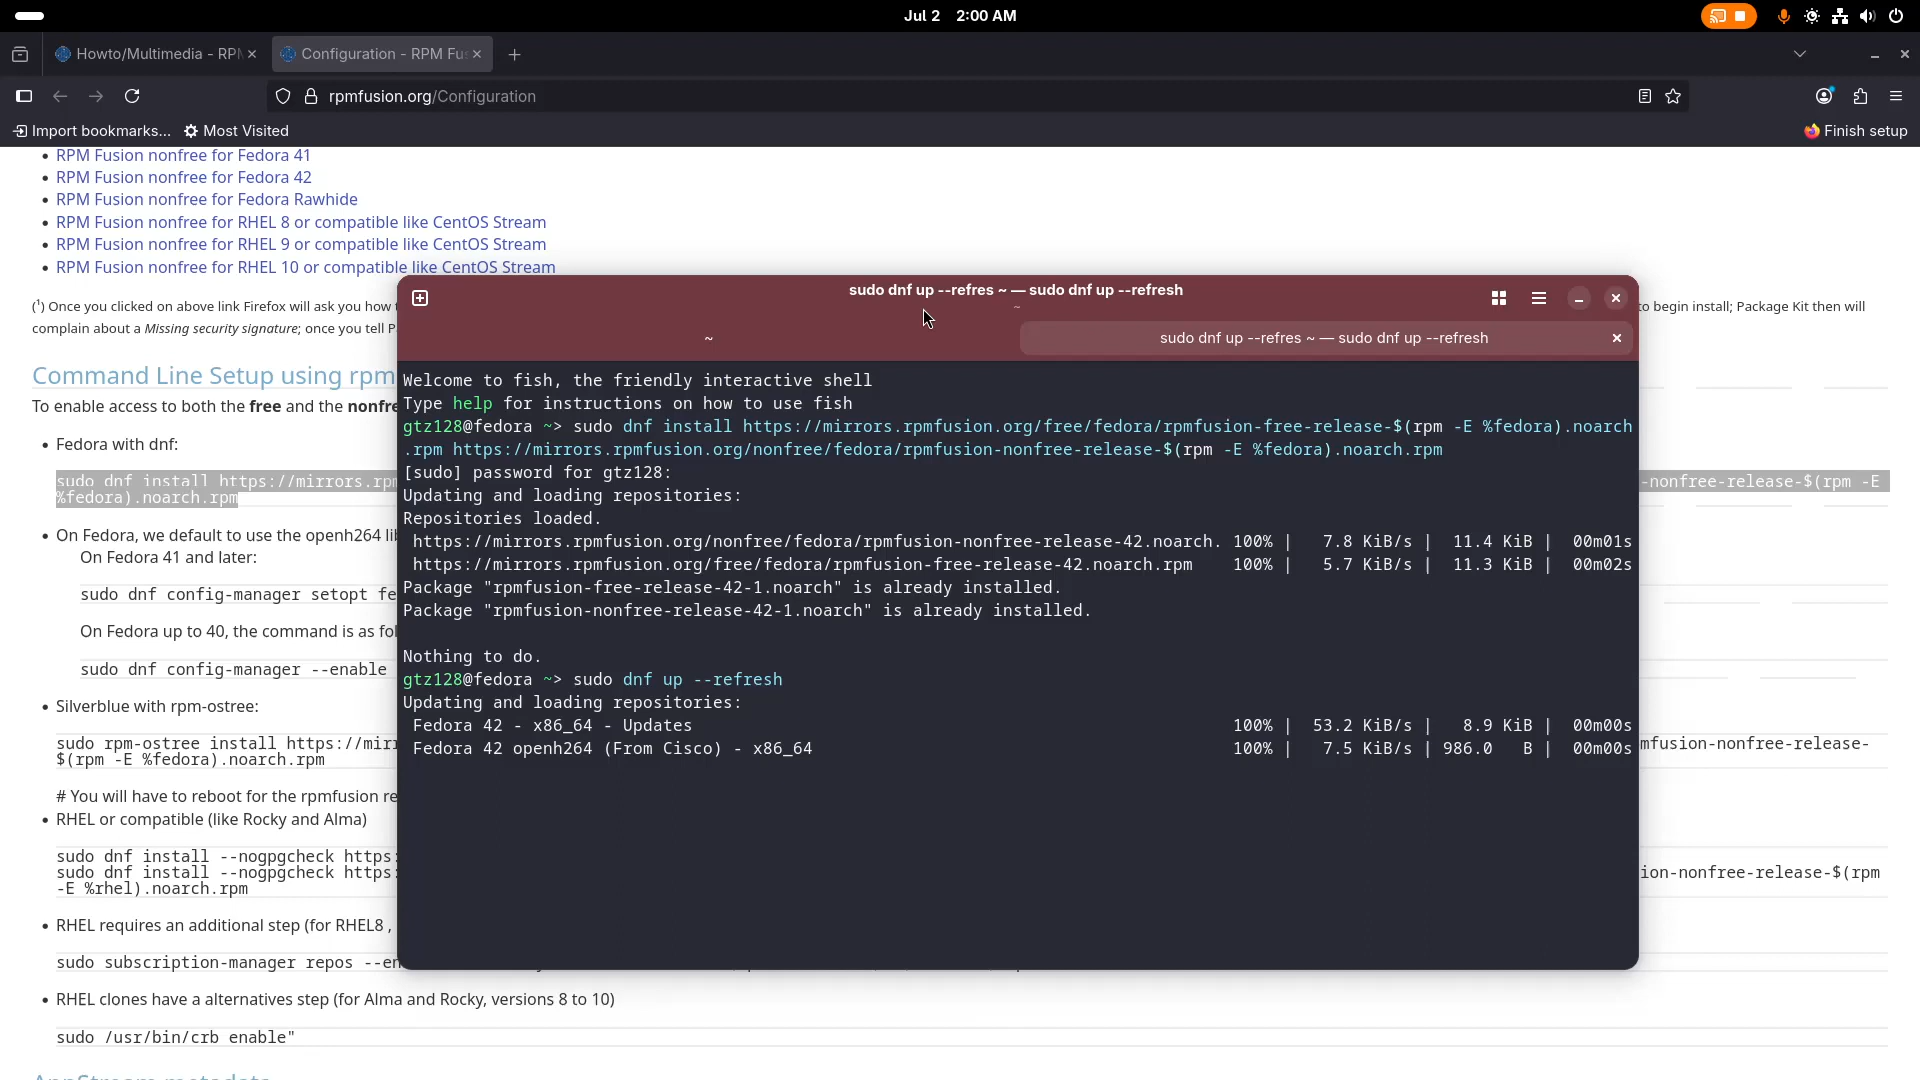 Jul 2 2:00 AM
Howto/Multimedia - RPM
Configuration - RPM Fus
rpmfusion.org/Configuration
Import bookmarks... Most Visited
Finish setup
• RPM Fusion nonfree for Fedora 41
• RPM Fusion nonfree for Fedora 42
• RPM Fusion nonfree for Fedora Rawhide
• RPM Fusion nonfree for RHEL 8 or compatible like CentOS Stream
• RPM Fusion nonfree for RHEL 9 or compatible like CentOS Stream
• RPM Fusion nonfree for RHEL 10 or compatible like CentOS Stream
(1) Once you clicked on above link Firefox will ask you how t
to begin install; Package Kit then will
complain about a Missing security signature; once you tell P
Command Line Setup using rpm
To enable access to both the free and the nonfre
• Fedora with dnf:
sudo dnf install https://mirrors.rpm
-nonfree-release-$(rpm -E
%fedora).noarch.rpm
• On Fedora, we default to use the openh264 lib
On Fedora 41 and later:
sudo dnf config-manager setopt fe
On Fedora up to 40, the command is as fol
sudo dnf config-manager --enable
• Silverblue with rpm-ostree:
sudo rpm-ostree install https://mirr
mfusion-nonfree-release-
$(rpm -E %fedora).noarch.rpm
# You will have to reboot for the rpmfusion re
• RHEL or compatible (like Rocky and Alma)
sudo dnf install --nogpgcheck https:
sudo dnf install --nogpgcheck https:
ion-nonfree-release-$(rpm
-E %rhel).noarch.rpm
• RHEL requires an additional step (for RHEL8 ,
sudo subscription-manager repos --en
• RHEL clones have a alternatives step (for Alma and Rocky, versions 8 to 10)
sudo /usr/bin/crb enable"
AppStream metadata
sudo dnf up --refres ~ — sudo dnf up --refresh
~
~
sudo dnf up --refres ~ — sudo dnf up --refresh
Welcome to fish, the friendly interactive shell
Type help for instructions on how to use fish
gtz128@fedora ~> sudo dnf install https://mirrors.rpmfusion.org/free/fedora/rpmfusion-free-release-$(rpm -E %fedora).noarch
.rpm https://mirrors.rpmfusion.org/nonfree/fedora/rpmfusion-nonfree-release-$(rpm -E %fedora).noarch.rpm
[sudo] password for gtz128:
Updating and loading repositories:
Repositories loaded.
https://mirrors.rpmfusion.org/nonfree/fedora/rpmfusion-nonfree-release-42.noarch. 100% | 7.8 KiB/s | 11.4 KiB | 00m01s
https://mirrors.rpmfusion.org/free/fedora/rpmfusion-free-release-42.noarch.rpm 100% | 5.7 KiB/s | 11.3 KiB | 00m02s
Package "rpmfusion-free-release-42-1.noarch" is already installed.
Package "rpmfusion-nonfree-release-42-1.noarch" is already installed.
Nothing to do.
gtz128@fedora ~> sudo dnf up --refresh
Updating and loading repositories:
Fedora 42 - x86_64 - Updates 100% | 53.2 KiB/s | 8.9 KiB | 00m00s
Fedora 42 openh264 (From Cisco) - x86_64 100% | 7.5 KiB/s | 986.0 B | 00m00s